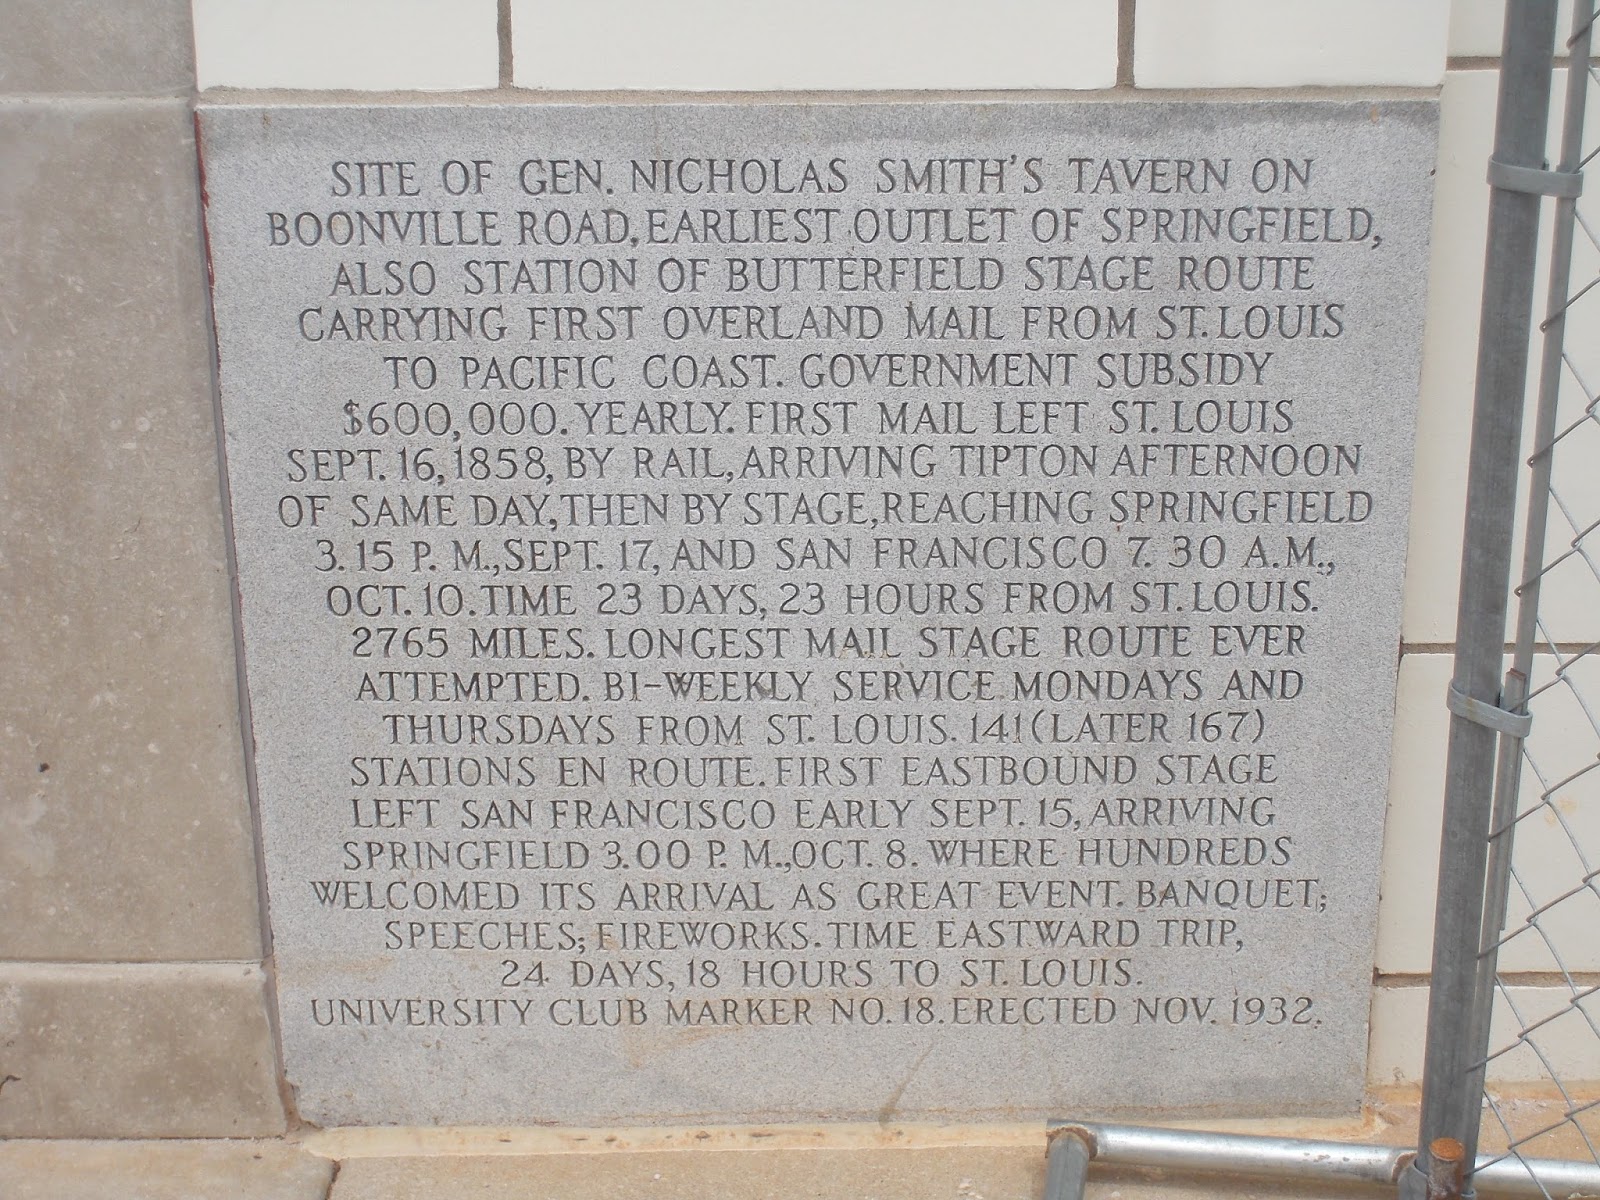 SITE OF GEN. NICHOLAS SMITH'S TAVERN ON
BOONVILLE ROAD, EARLIEST OUTLET OF SPRINGFIELD,
ALSO STATION OF BUTTERFIELD STAGE ROUTE
CARRYING FIRST OVERLAND MAIL FROM ST. LOUIS
TO PACIFIC COAST. GOVERNMENT SUBSIDY
$600,000. YEARLY. FIRST MAIL LEFT ST. LOUIS
SEPT. 16, 1858, BY RAIL, ARRIVING TIPTON AFTERNOON
OF SAME DAY, THEN BY STAGE, REACHING SPRINGFIELD
3.15 P. M., SEPT. 17, AND SAN FRANCISCO 7. 30 A.M.,
OCT. 10. TIME 23 DAYS, 23 HOURS FROM ST. LOUIS.
2765 MILES. LONGEST MAIL STAGE ROUTE EVER
ATTEMPTED. BI-WEEKLY SERVICE MONDAYS AND
THURSDAYS FROM ST. LOUIS. 141 (LATER 167)
STATIONS EN ROUTE. FIRST EASTBOUND STAGE
LEFT SAN FRANCISCO EARLY SEPT. 15, ARRIVING
SPRINGFIELD 3.00 P. M., OCT. 8. WHERE HUNDREDS
WELCOMED ITS ARRIVAL AS GREAT EVENT. BANQUET;
SPEECHES; FIREWORKS. TIME EASTWARD TRIP,
24 DAYS, 18 HOURS TO ST. LOUIS.
UNIVERSITY CLUB MARKER NO. 18. ERECTED NOV. 1932.